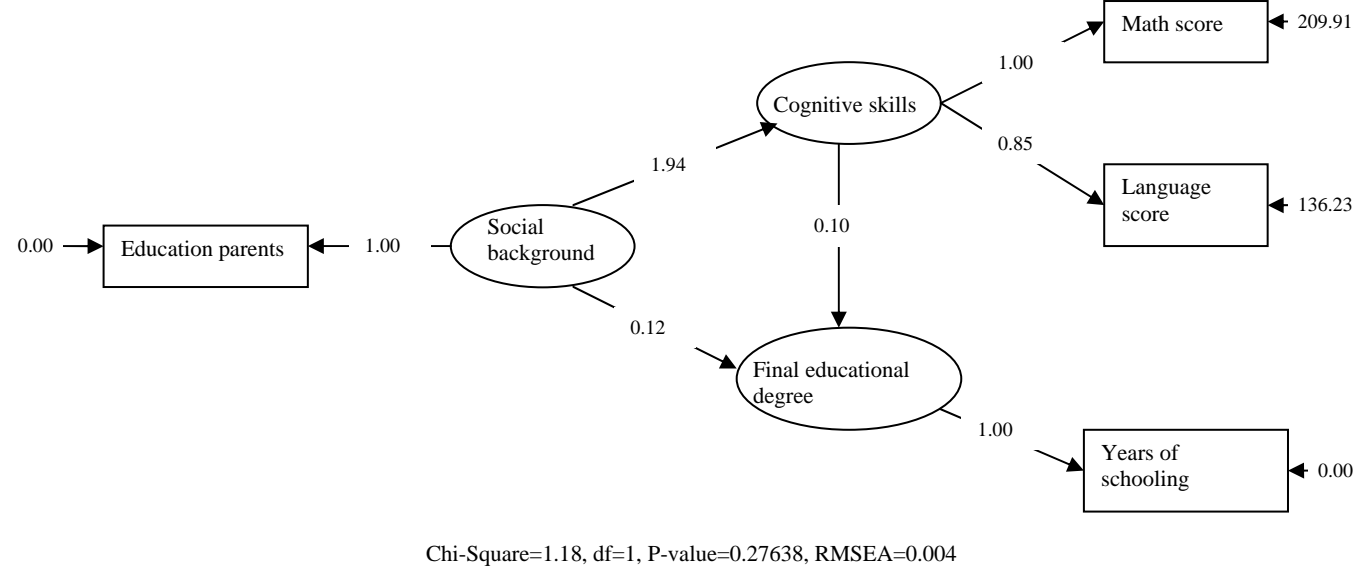 Math score
209.91
1.00
Cognitive skills
0.85
1.94
Language
score
136.23
0.10
0.00
Education parents
1.00
Social
background
0.12
Final educational
degree
1.00
Years of
schooling
0.00
Chi-Square=1.18, df=1, P-value=0.27638, RMSEA=0.004